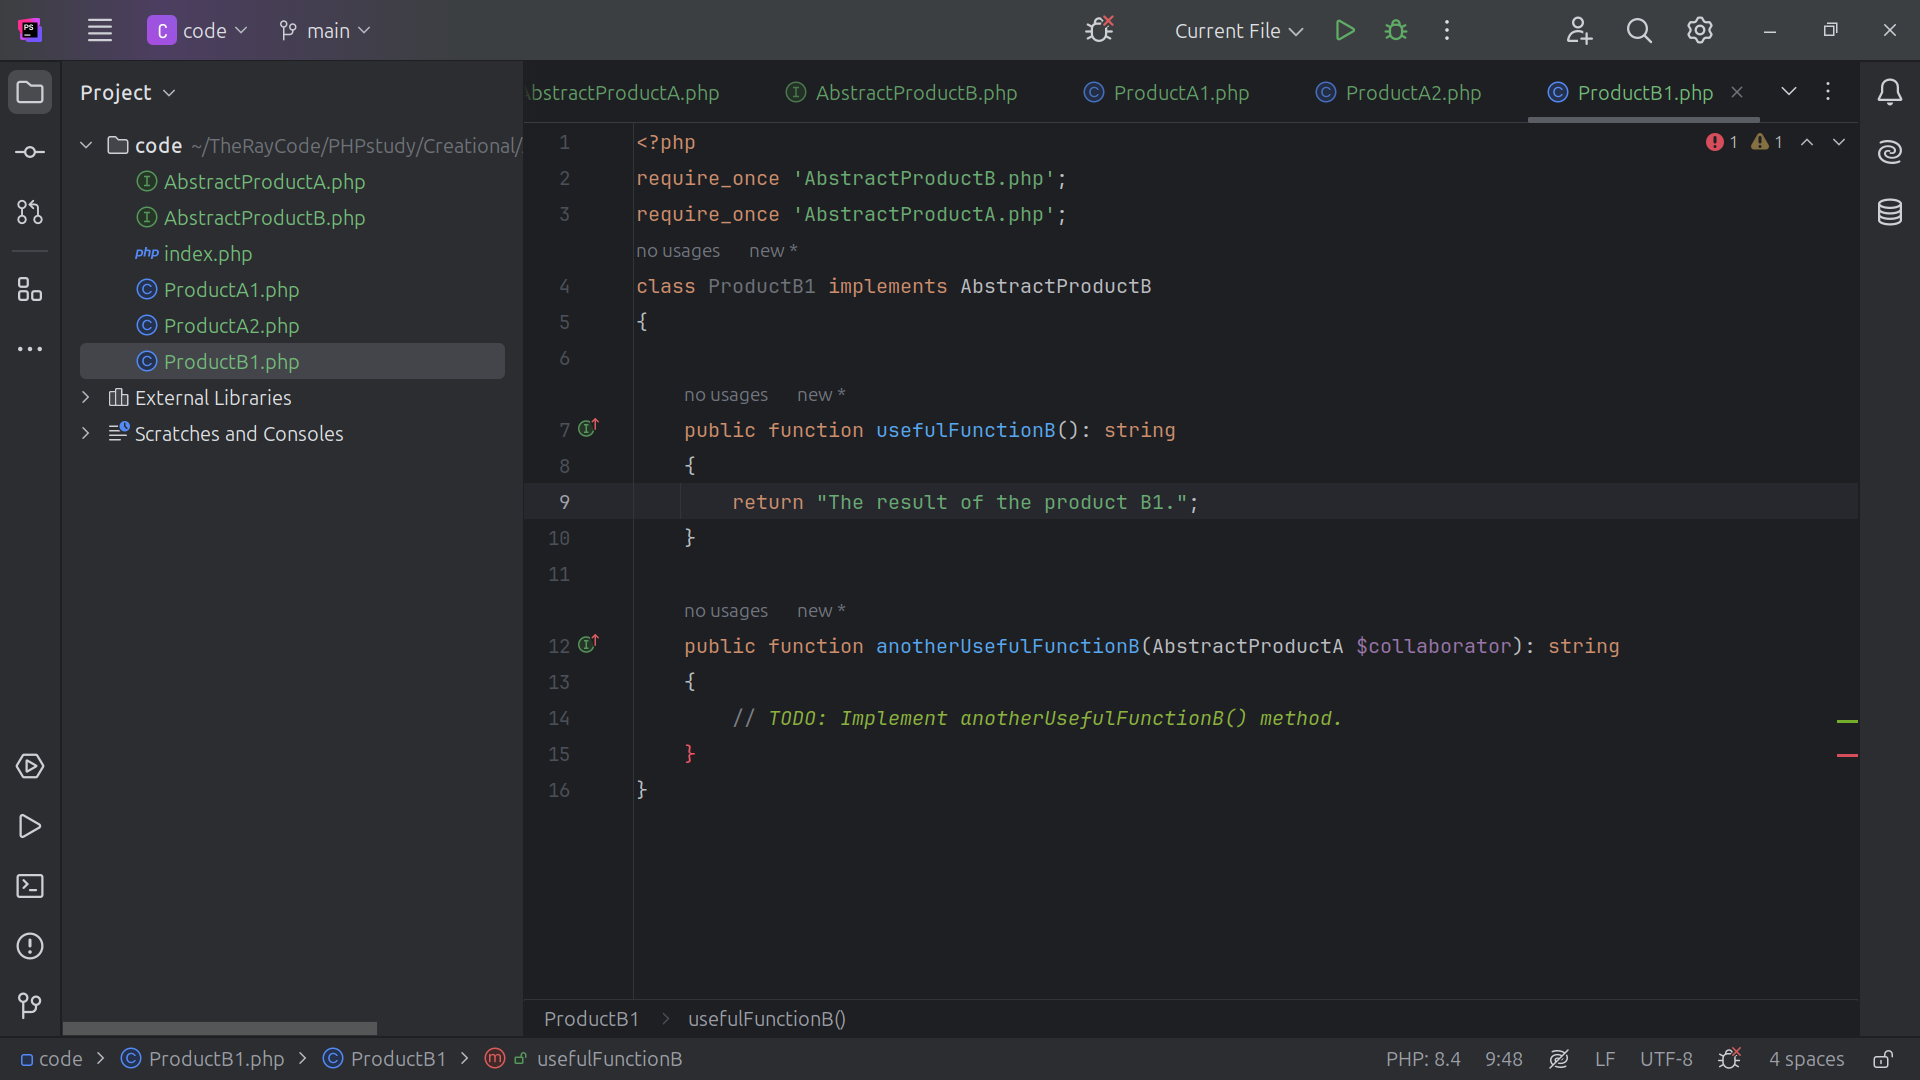 C code main Current File
Project
AbstractProductA.php AbstractProductB.php ProductA1.php ProductA2.php ProductB1.php
code ~/TheRayCode/PHPstudy/Creational/
AbstractProductA.php
AbstractProductB.php
php index.php
C ProductA1.php
C ProductA2.php
C ProductB1.php
External Libraries
Scratches and Consoles
1 1
1 <?php
2 require_once 'AbstractProductB.php';
3 require_once 'AbstractProductA.php';
no usages new *
4 class ProductB1 implements AbstractProductB
5 {
6
no usages new *
7 public function usefulFunctionB(): string
8 {
9 return "The result of the product B1.";
10 }
11
no usages new *
12 public function anotherUsefulFunctionB(AbstractProductA $collaborator): string
13 {
14 // TODO: Implement anotherUsefulFunctionB() method.
15 }
16 }
ProductB1 > usefulFunctionB()
code > C ProductB1.php > C ProductB1 > m usefulFunctionB
PHP: 8.4 9:48 LF UTF-8 4 spaces